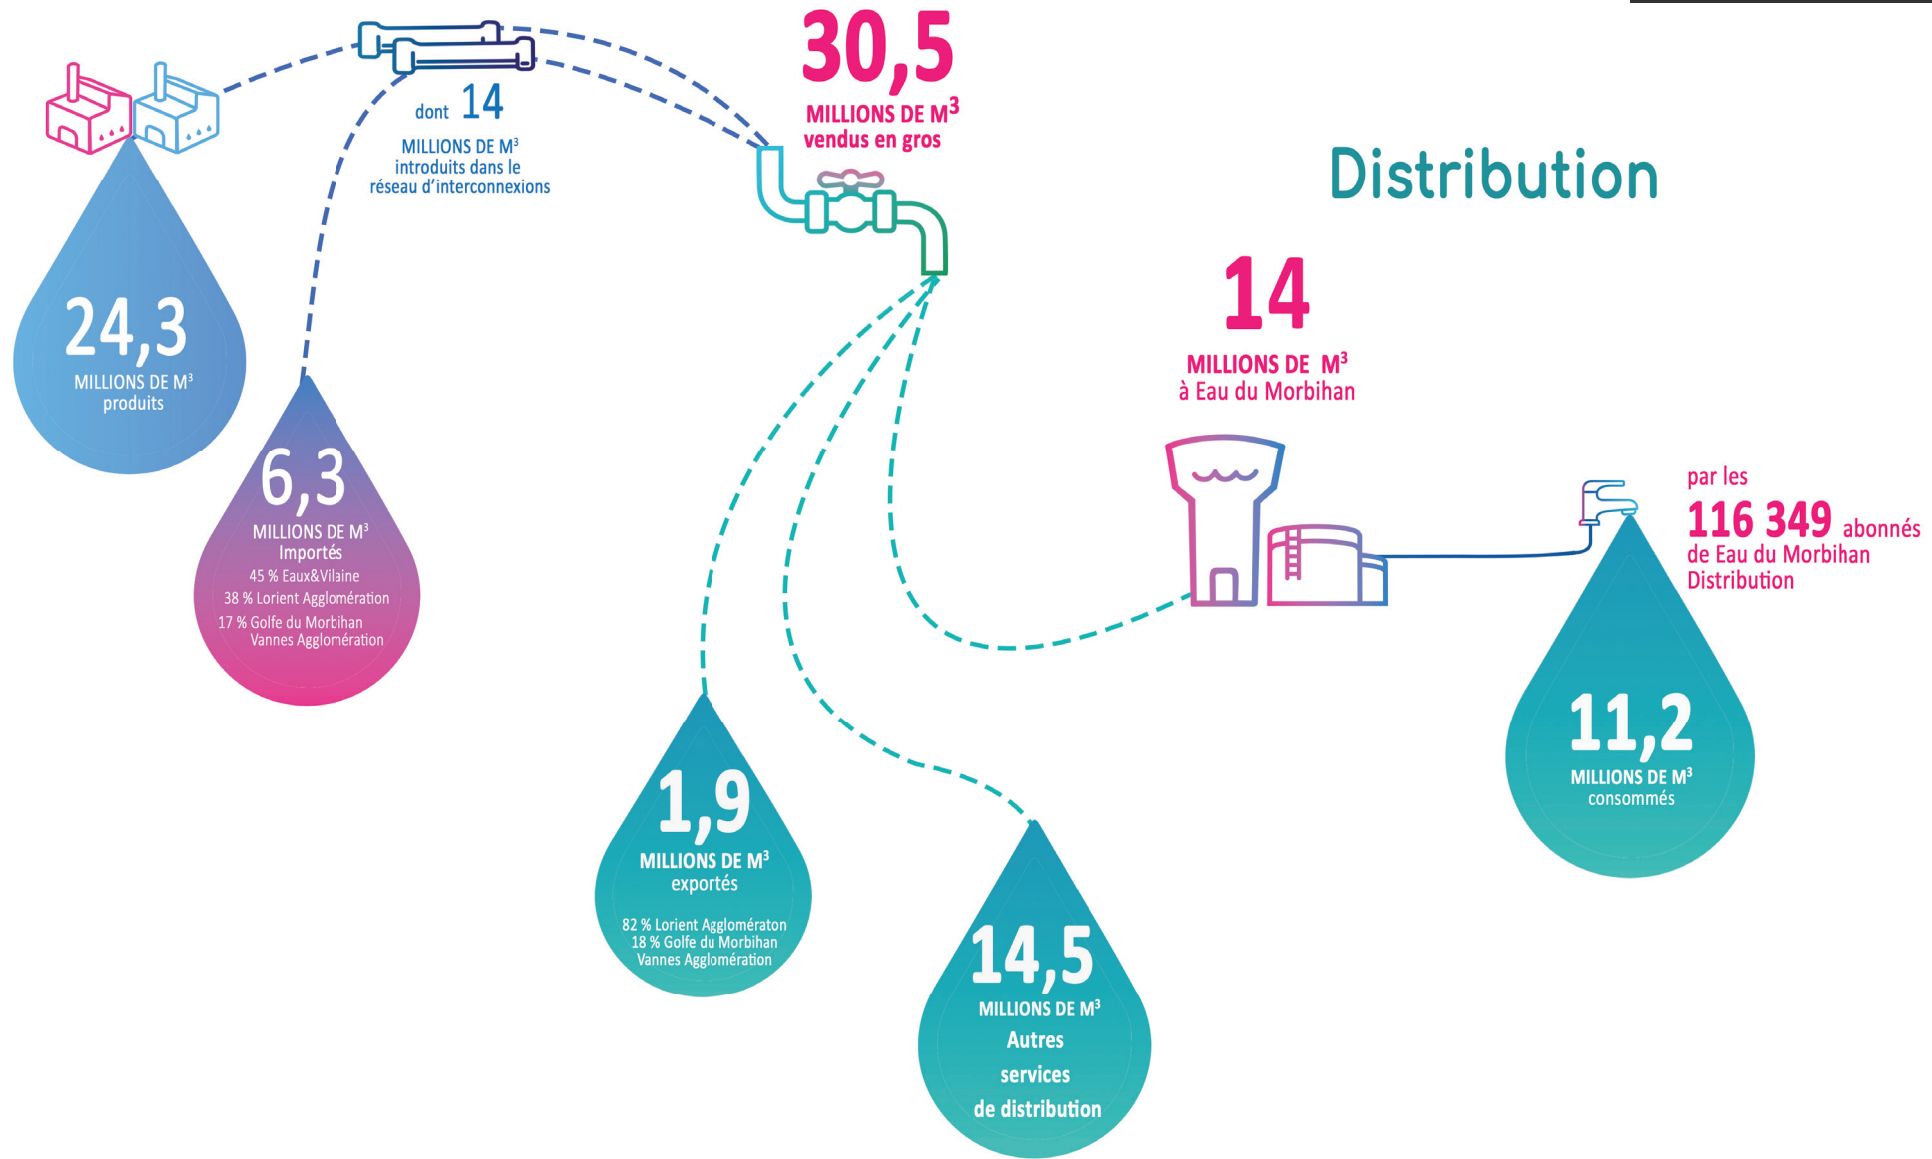 24,3
MILLIONS DE M³
produits
dont 14
MILLIONS DE M³
introduits dans le
réseau d'interconnexions
6,3
MILLIONS DE M³
Importés
45 % Eaux&Vilaine
38 % Lorient Agglomération
17 % Golfe du Morbihan
Vannes Agglomération
30,5
MILLIONS DE M³
vendus en gros
1,9
MILLIONS DE M³
exportés
82 % Lorient Agglomératon
18 % Golfe du Morbihan
Vannes Agglomération
14,5
MILLIONS DE M³
Autres
services
de distribution
Distribution
14
MILLIONS DE M³
à Eau du Morbihan
par les
116 349 abonnés
de Eau du Morbihan
Distribution
11,2
MILLIONS DE M³
consommés